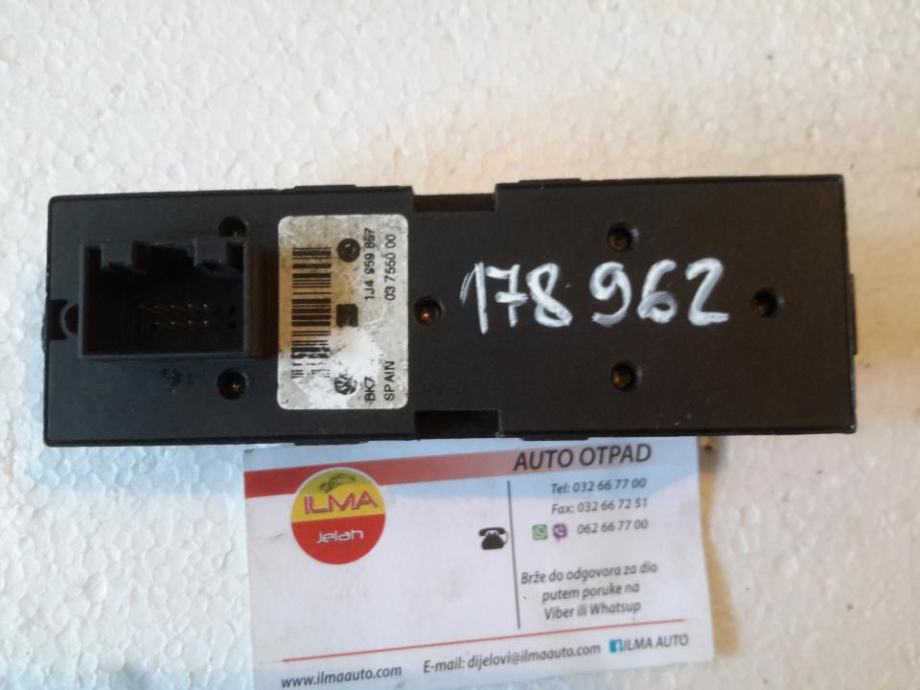 1J4 959 857
03 7560 00
BK7
SPAIN
178 962
AUTO OTPAD
ILMA
Jelah
Tel: 032 66 77 00
Fax: 032 66 72 51
062 66 77 00
Brže do odgovora za dio
putem poruke na
Viber ili Whatsup
www.ilmaauto.com
E-mail: dijelovi@ilmaauto.com
ILMA AUTO